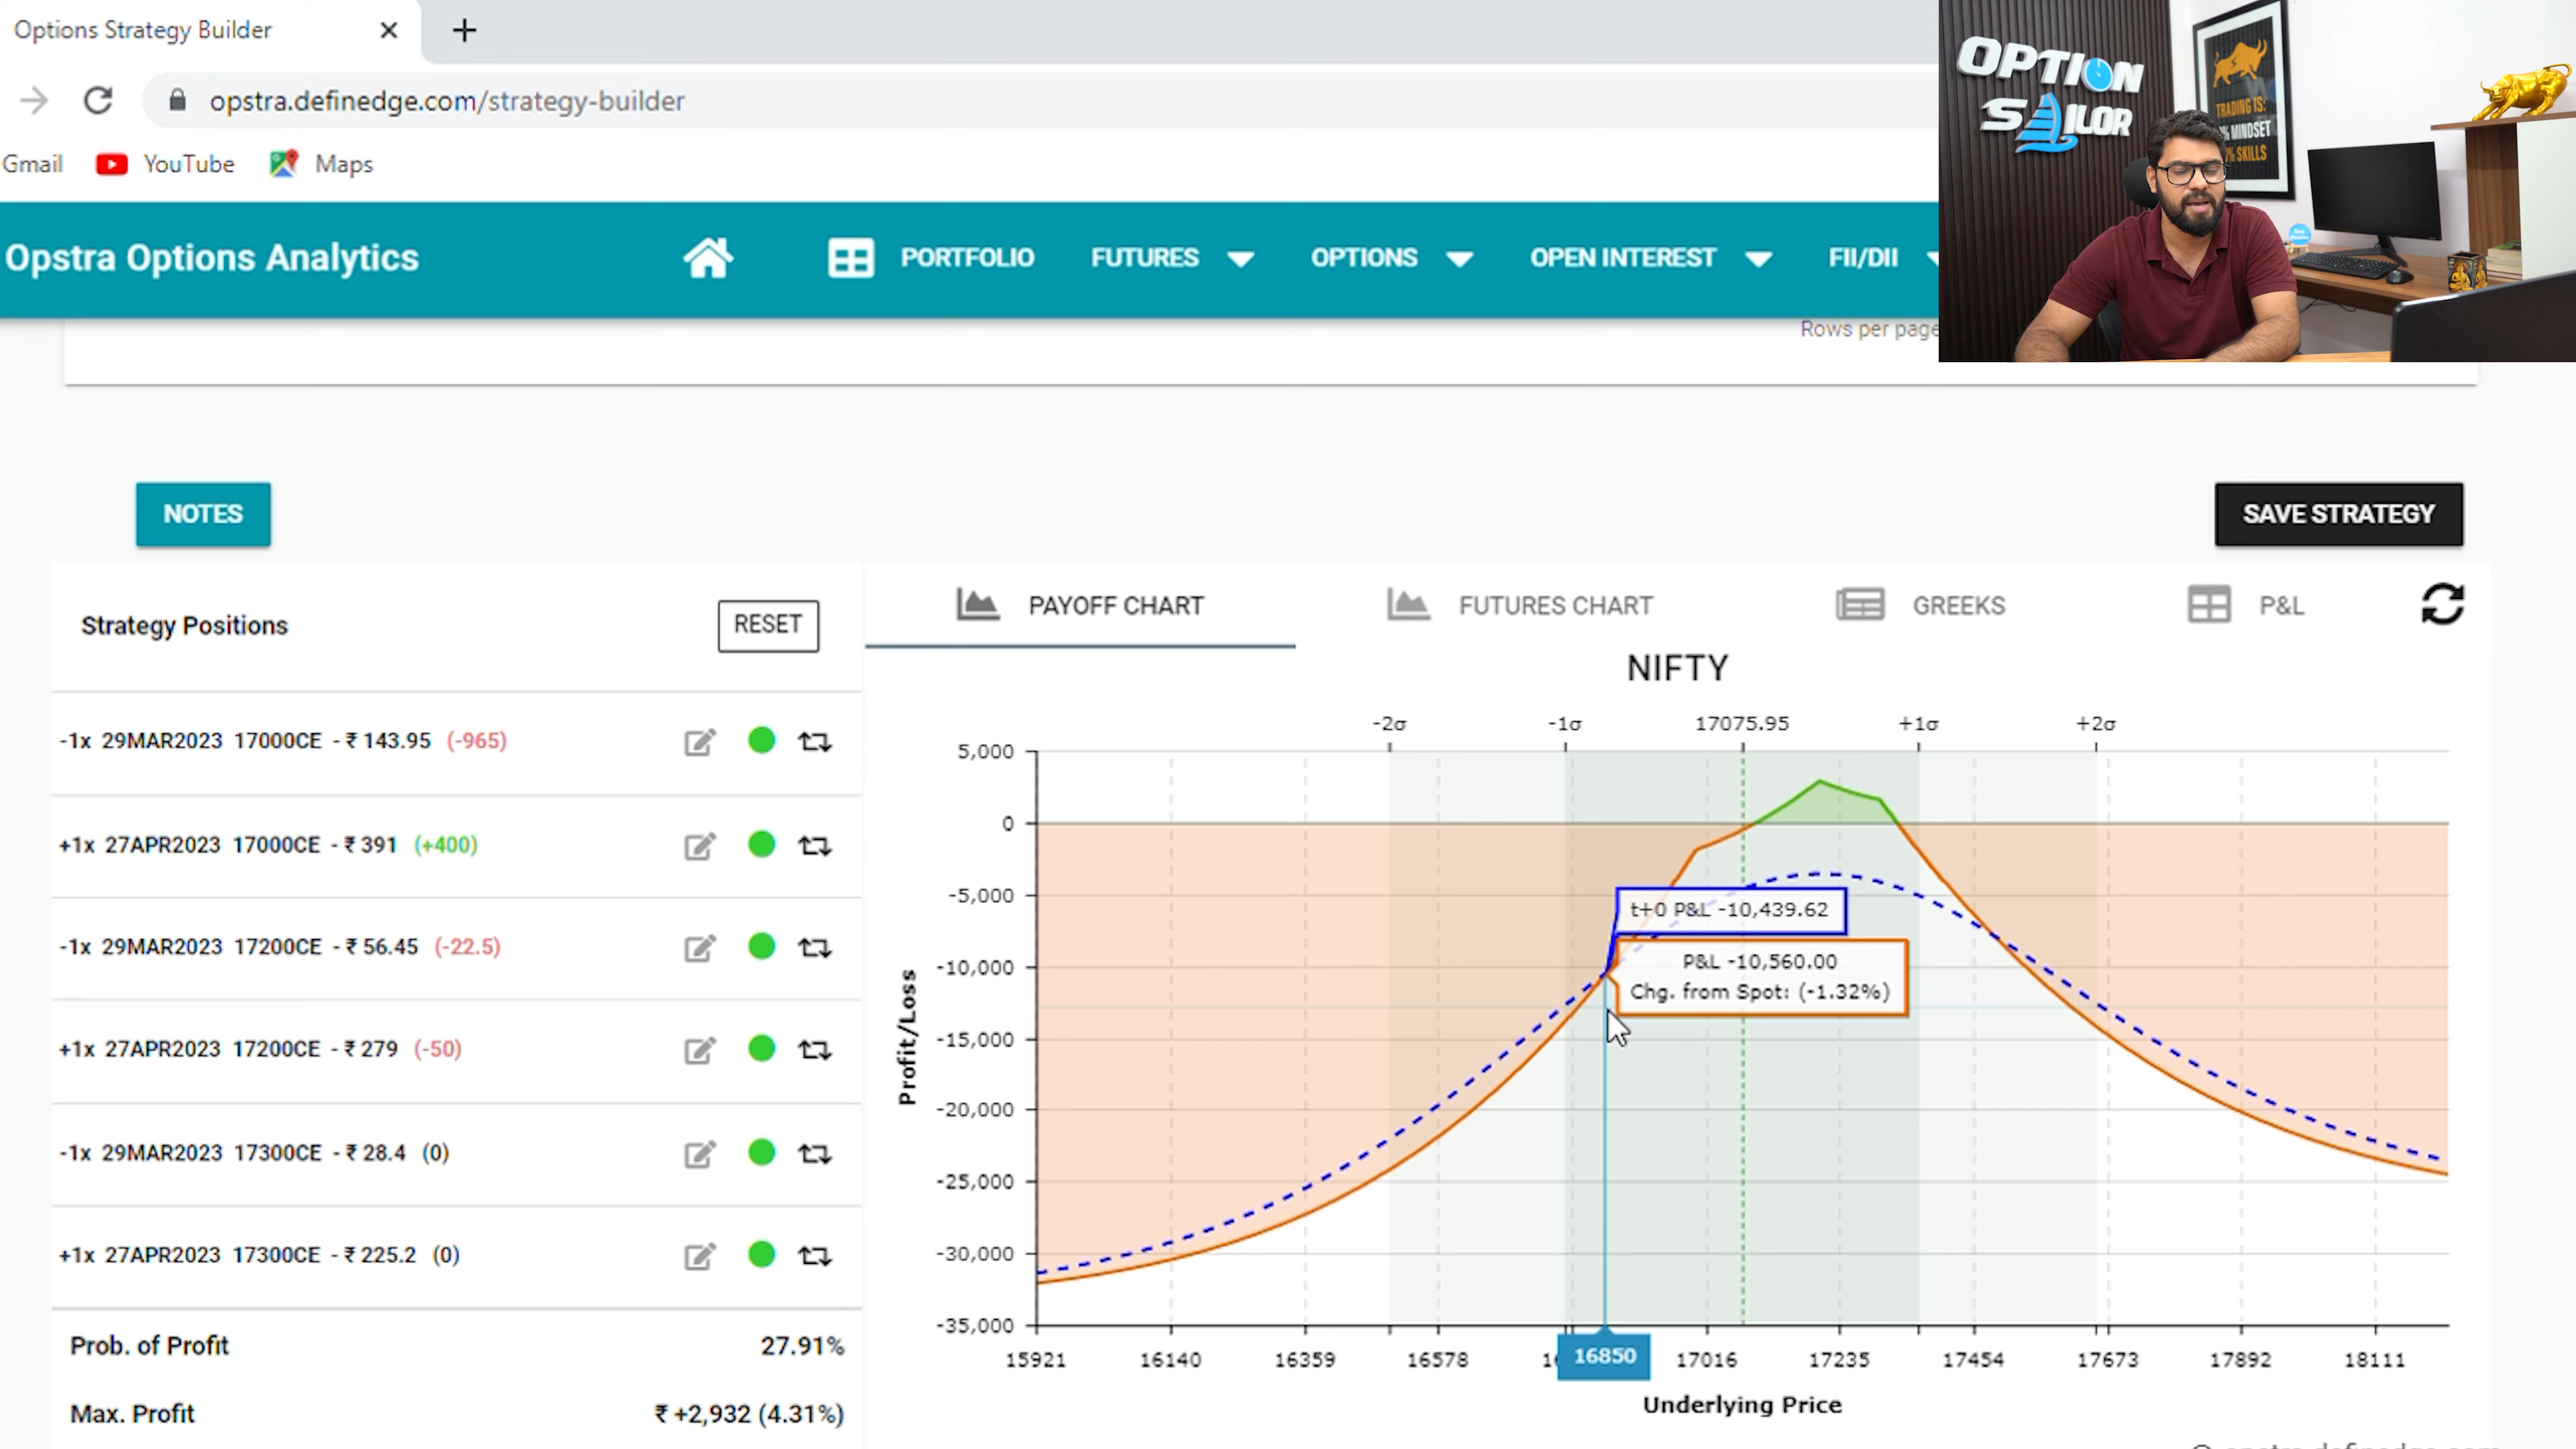 Options Strategy Builder
opstra.definedge.com/strategy-builder
Gmail YouTube Maps
OPTION
SAILOR
TRADING IS:
% MINDSET
% SKILLS
Opstra Options Analytics PORTFOLIO FUTURES OPTIONS OPEN INTEREST FII/DII
Rows per page
NOTES
SAVE STRATEGY
Strategy Positions RESET
-1x 29MAR2023 17000CE - ₹ 143.95 (-965)
+1x 27APR2023 17000CE - ₹ 391 (+400)
-1x 29MAR2023 17200CE - ₹ 56.45 (-22.5)
+1x 27APR2023 17200CE - ₹ 279 (-50)
-1x 29MAR2023 17300CE - ₹ 28.4 (0)
+1x 27APR2023 17300CE - ₹ 225.2 (0)
Prob. of Profit 27.91%
Max. Profit ₹ +2,932 (4.31%)
PAYOFF CHART FUTURES CHART GREEKS P&L
NIFTY
-2σ -1σ 17075.95 +1σ +2σ
5,000
0
-5,000
-10,000
-15,000
-20,000
-25,000
-30,000
-35,000
Profit/Loss
t+0 P&L -10,439.62
P&L -10,560.00
Chg. from Spot: (-1.32%)
15921 16140 16359 16578 16850 17016 17235 17454 17673 17892 18111
Underlying Price